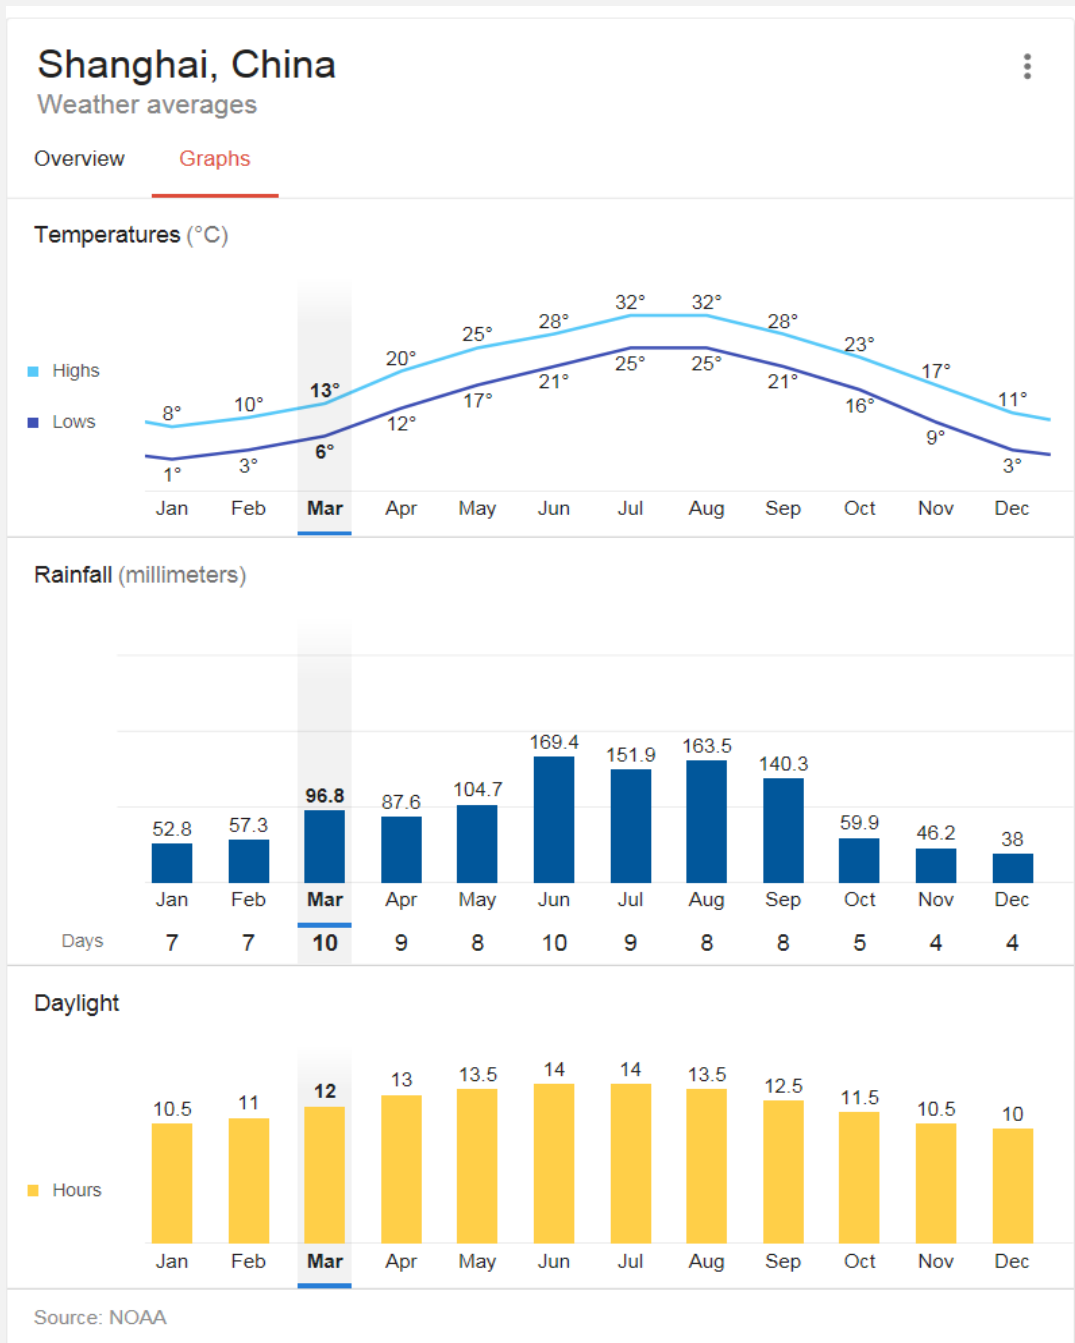 Shanghai, China
Weather averages
Overview Graphs
Temperatures (°C)
32° 32°
28° 28°
25° 23°
20° 17°
13° 11°
10°
8°
Highs
Lows
25° 25°
21° 21°
17° 16°
12° 9°
6° 3°
3°
1°
Jan Feb Mar Apr May Jun Jul Aug Sep Oct Nov Dec
Rainfall (millimeters)
52.8 57.3 96.8 87.6 104.7 169.4 151.9 163.5 140.3 59.9 46.2 38
Jan Feb Mar Apr May Jun Jul Aug Sep Oct Nov Dec
Days 7 7 10 9 8 10 9 8 8 5 4 4
Daylight
10.5 11 12 13 13.5 14 14 13.5 12.5 11.5 10.5 10
Hours
Jan Feb Mar Apr May Jun Jul Aug Sep Oct Nov Dec
Source: NOAA